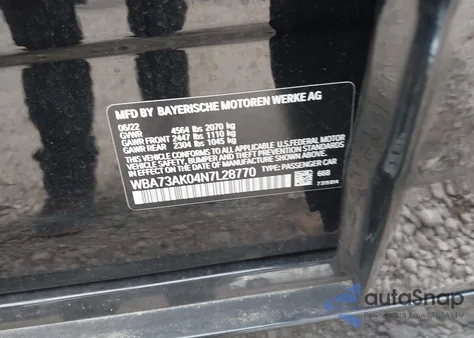 MFD BY BAYERISCHE MOTOREN WERKE AG
06/22 4564 lbs 2070 kg
GVWR
GAWR FRONT 2447 lbs 1110 kg
GAWR REAR 2304 lbs 1045 kg
THIS VEHICLE CONFORMS TO ALL APPLICABLE U.S. FEDERAL MOTOR
VEHICLE SAFETY, BUMPER AND THEFT PREVENTION STANDARDS IN
EFFECT ON THE DATE OF MANUFACTURE SHOWN ABOVE.
WBA73AK04N7L28770 TYPE: PASSENGER CAR
668
autoSnap